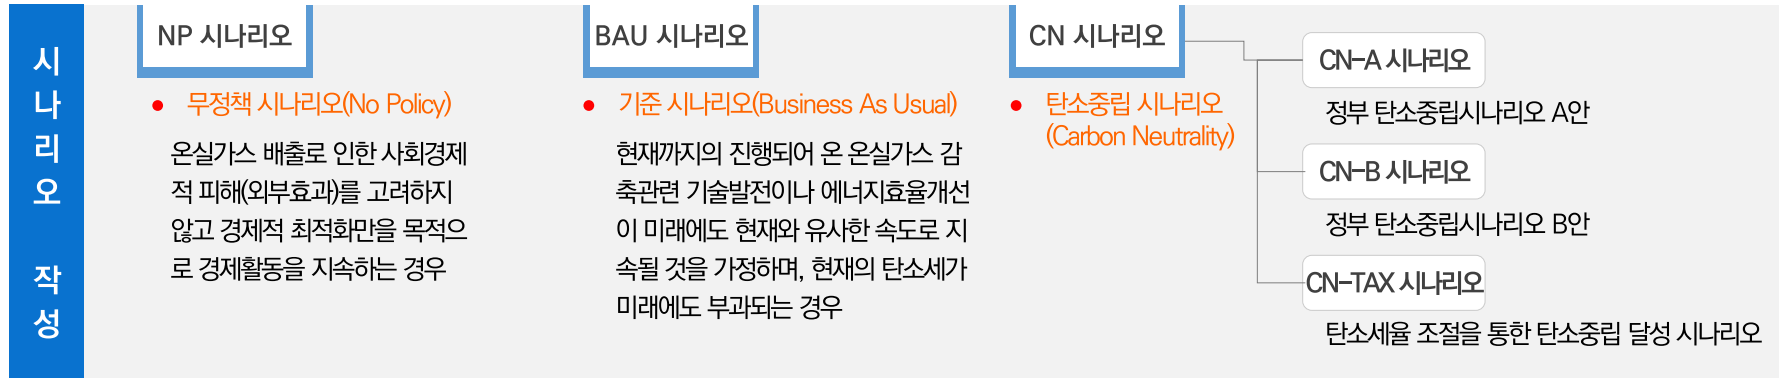 시나리오 작성
NP 시나리오
무정책 시나리오(No Policy)
온실가스 배출로 인한 사회경제
적 피해(외부효과)를 고려하지
않고 경제적 최적화만을 목적으
로 경제활동을 지속하는 경우
BAU 시나리오
기준 시나리오(Business As Usual)
현재까지의 진행되어 온 온실가스 감
축관련 기술발전이나 에너지효율개선
이 미래에도 현재와 유사한 속도로 지
속될 것을 가정하며, 현재의 탄소세가
미래에도 부과되는 경우
CN 시나리오
탄소중립 시나리오
(Carbon Neutrality)
CN-A 시나리오
정부 탄소중립시나리오 A안
CN-B 시나리오
정부 탄소중립시나리오 B안
CN-TAX 시나리오
탄소세율 조절을 통한 탄소중립 달성 시나리오